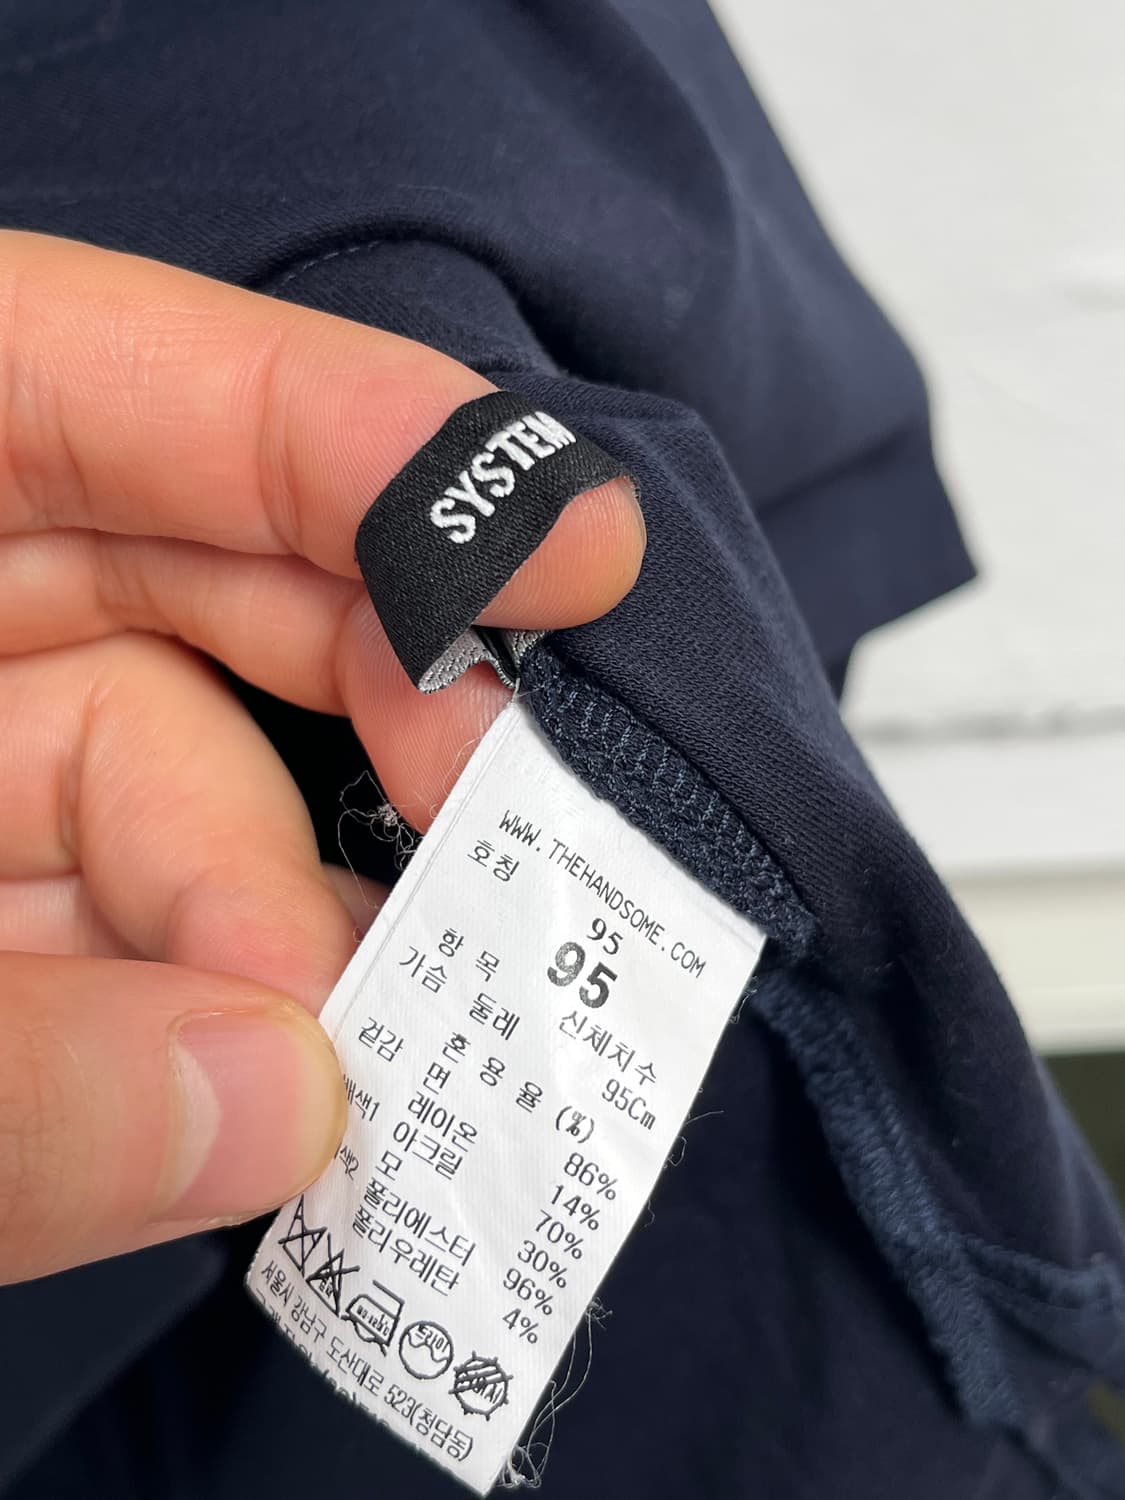 SYSTEM
WWW.THEHANDSOME.COM
호칭 95
95
항 목 신체치수
가슴 둘레 95Cm
혼 용 율 (%)
겉감 면 86%
레이온 14%
배색1 아크릴 70%
모 30%
폴리에스터 96%
폴리우레탄 4%
드라이
서울시 강남구 도산대로 523(청담동)